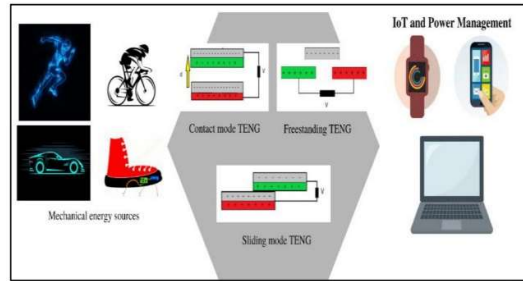 IoT and Power Management
V
V
Contact mode TENG
Freestanding TENG
V
Mechanical energy sources
Sliding mode TENG